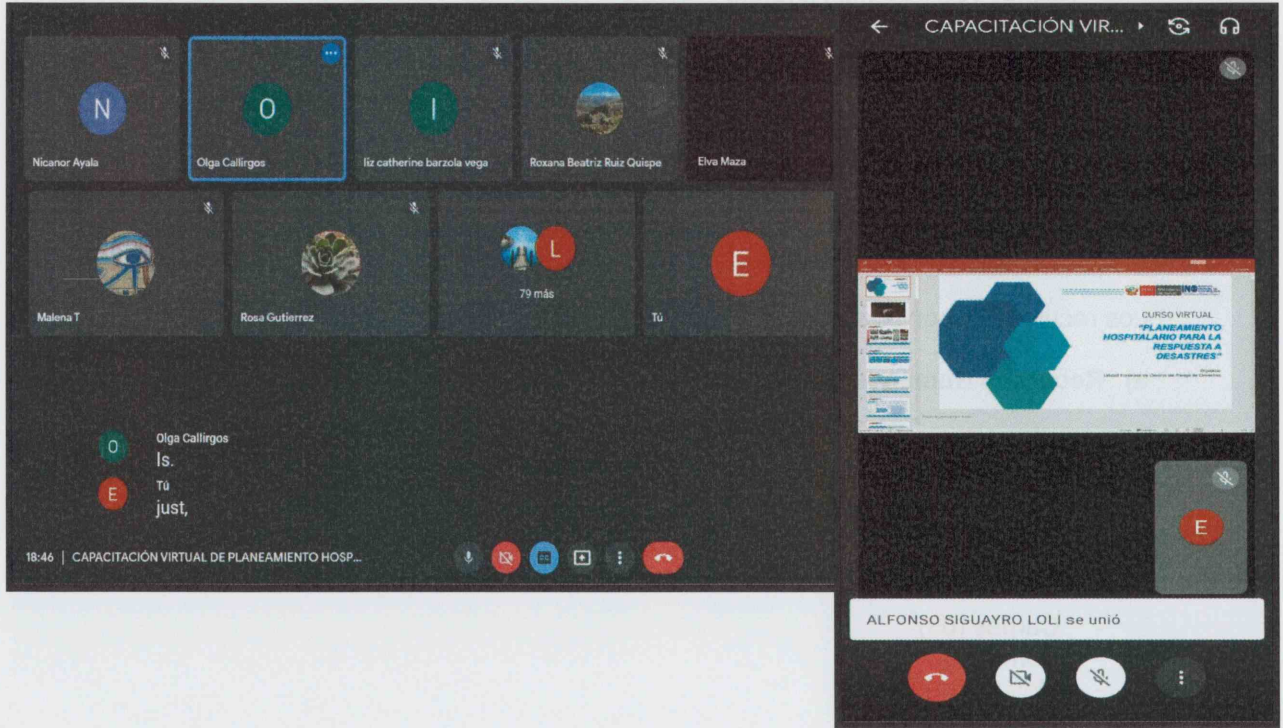 N
O
I
Nicanor Ayala
Olga Callirgos
liz catherine barzola vega
Roxana Beatriz Ruiz Quispe
Elva Maza
L
79 más
E
Malena T
Rosa Gutierrez
Tú
O
Olga Callirgos
Is.
E
Tú
just,
18:46 | CAPACITACIÓN VIRTUAL DE PLANEAMIENTO HOSP...
CAPACITACIÓN VIR...
CURSO VIRTUAL
"PLANEAMIENTO
HOSPITALARIO PARA LA
RESPUESTA A
DESASTRES"
E
ALFONSO SIGUAYRO LOLI se unió